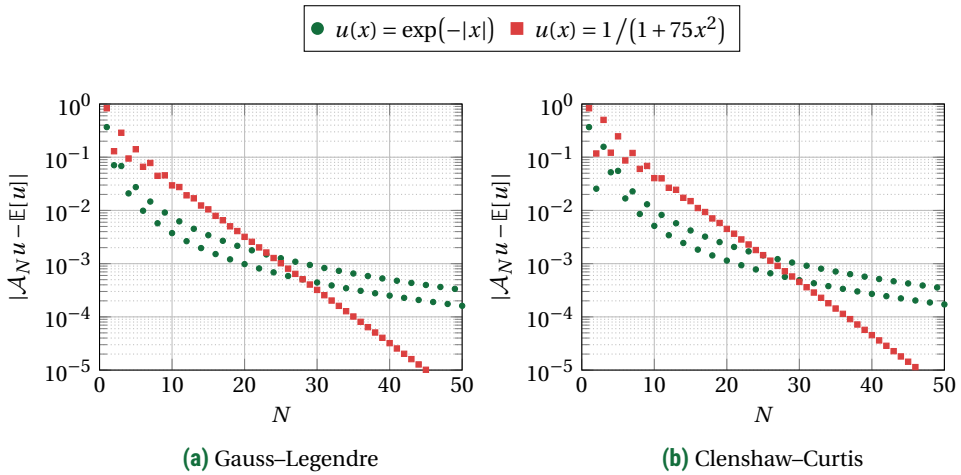 u(x) = exp(−|x|) u(x) = 1/(1 + 75x²)
|𝒜_N u − 𝔼[u]|
10⁰
10⁻¹
10⁻²
10⁻³
10⁻⁴
10⁻⁵
0 10 20 30 40 50
N
(a) Gauss–Legendre
|𝒜_N u − 𝔼[u]|
10⁰
10⁻¹
10⁻²
10⁻³
10⁻⁴
10⁻⁵
0 10 20 30 40 50
N
(b) Clenshaw–Curtis